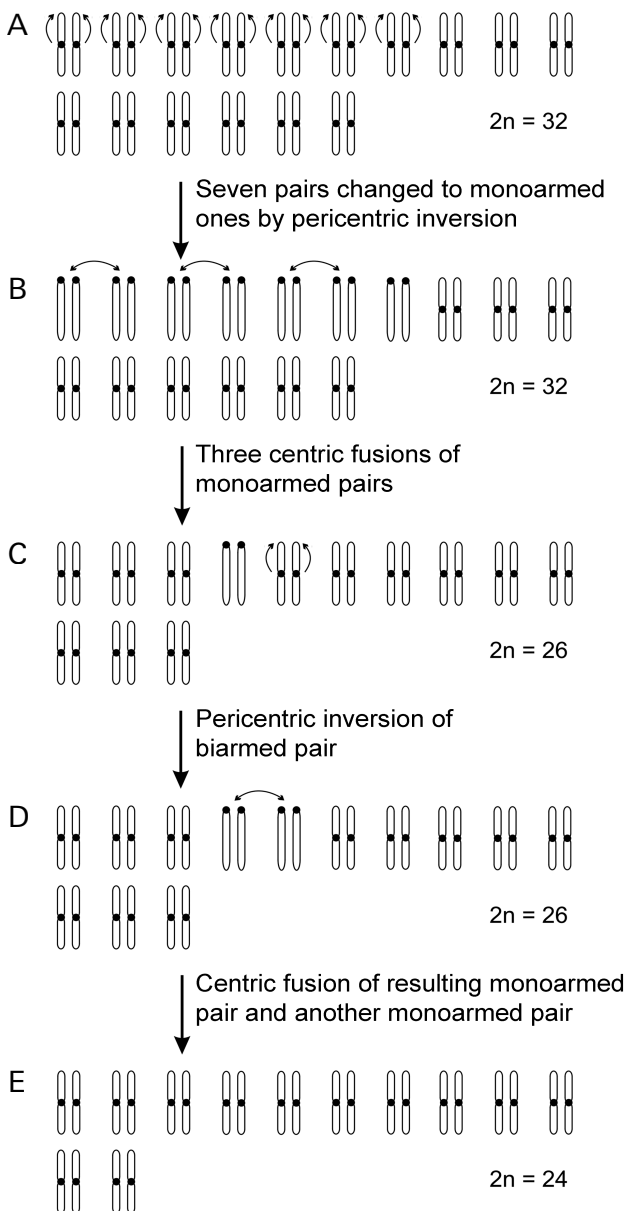 A
2n = 32
Seven pairs changed to monoarmed
ones by pericentric inversion
B
2n = 32
Three centric fusions of
monoarmed pairs
C
2n = 26
Pericentric inversion of
biarmed pair
D
2n = 26
Centric fusion of resulting monoarmed
pair and another monoarmed pair
E
2n = 24